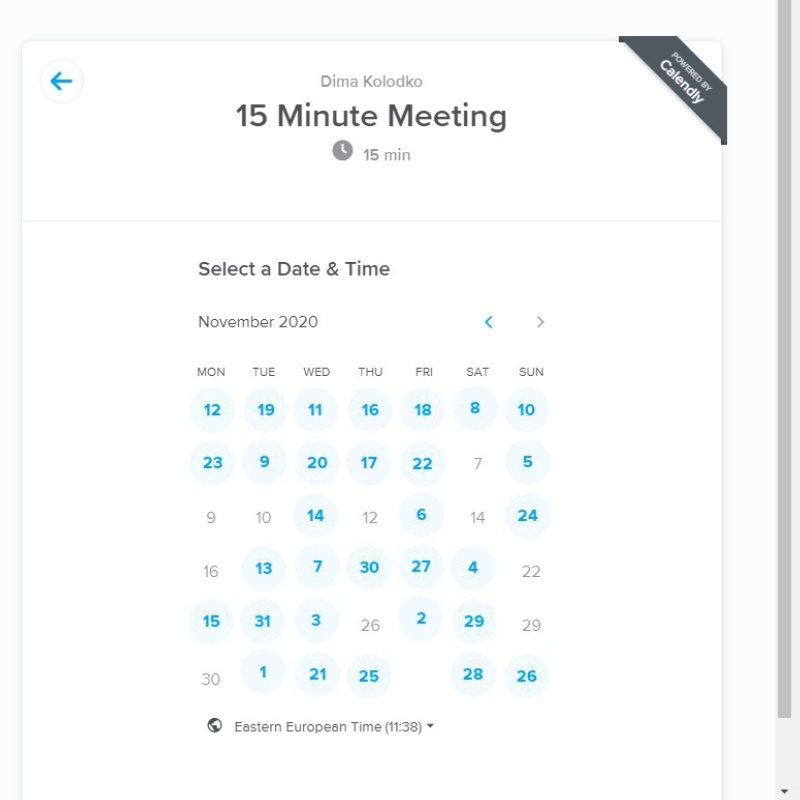 POWERED BY
Calendly
Dima Kolodko
15 Minute Meeting
15 min
Select a Date & Time
November 2020
MON TUE WED THU FRI SAT SUN
12 19 11 16 18 8 10
23 9 20 17 22 7 5
9 10 14 12 6 14 24
16 13 7 30 27 4 22
15 31 3 26 2 29 29
30 1 21 25 28 26
Eastern European Time (11:38)